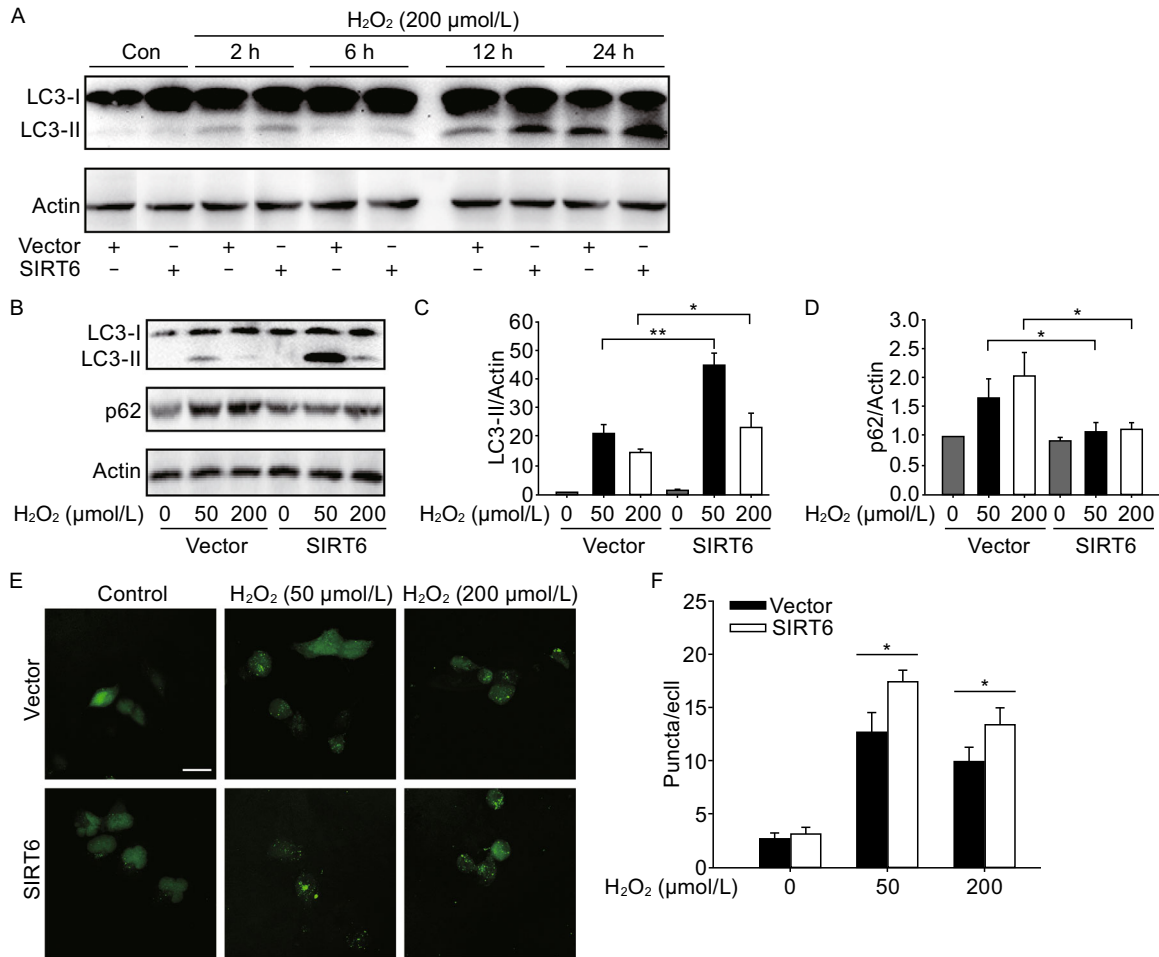 A
H₂O₂ (200 μmol/L)
Con 2 h 6 h 12 h 24 h
LC3-I
LC3-II
Actin
Vector + – + – + – + – + –
SIRT6 – + – + – + – + – +
B
LC3-I
LC3-II
p62
Actin
H₂O₂ (μmol/L) 0 50 200 0 50 200
Vector SIRT6
C
* 
**
60
50
40
30
20
10
0
LC3-II/Actin
H₂O₂ (μmol/L) 0 50 200 0 50 200
Vector SIRT6
D
*
*
3.0
2.5
2.0
1.5
1.0
0.5
0.0
p62/Actin
H₂O₂ (μmol/L) 0 50 200 0 50 200
Vector SIRT6
E
Control H₂O₂ (50 μmol/L) H₂O₂ (200 μmol/L)
Vector
SIRT6
F
Vector
SIRT6
25
20
15
10
5
0
Puncta/ecll
*
*
H₂O₂ (μmol/L) 0 50 200